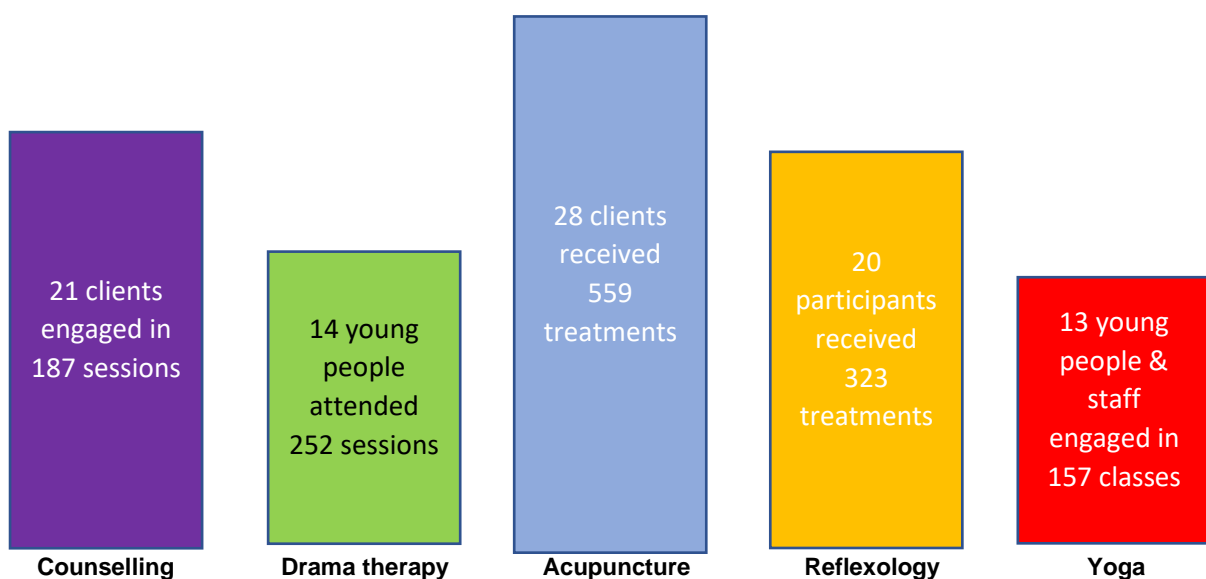 21 clients
engaged in
187 sessions
Counselling
14 young
people
attended
252 sessions
Drama therapy
28 clients
received
559
treatments
Acupuncture
20
participants
received
323
treatments
Reflexology
13 young
people &
staff
engaged in
157 classes
Yoga